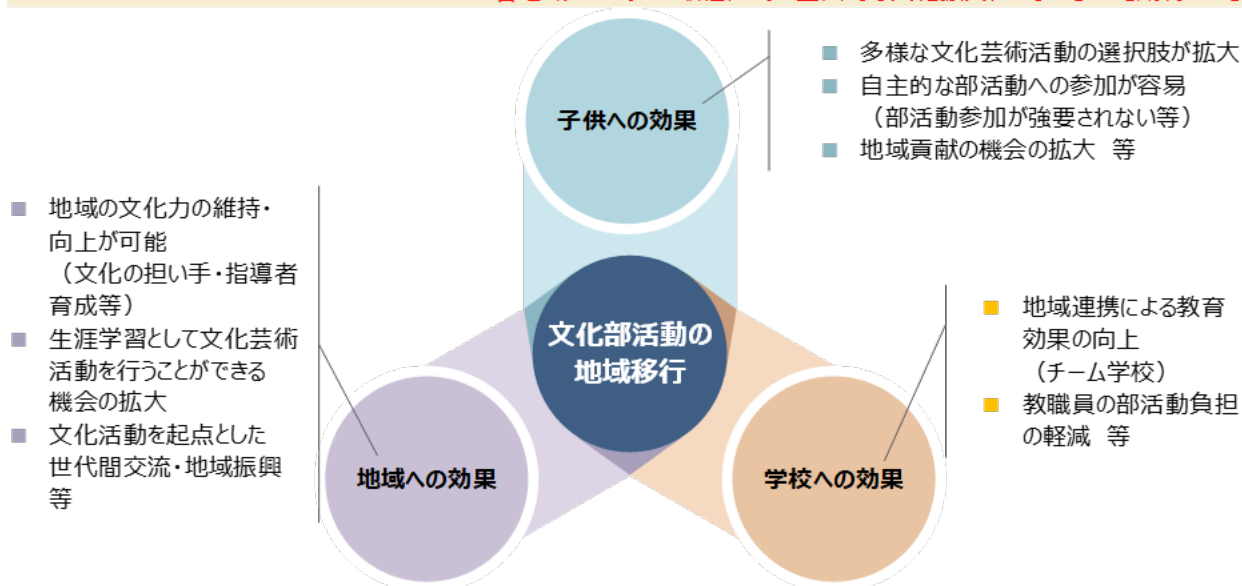 子供への効果
■ 多様な文化芸術活動の選択肢が拡大
■ 自主的な部活動への参加が容易
（部活動参加が強要されない等）
■ 地域貢献の機会の拡大 等
■ 地域の文化力の維持・
向上が可能
（文化の担い手・指導者
育成等）
■ 生涯学習として文化芸術
活動を行うことができる
機会の拡大
■ 文化活動を起点とした
世代間交流・地域振興
等
文化部活動の
地域移行
■ 地域連携による教育
効果の向上
（チーム学校）
■ 教職員の部活動負担
の軽減 等
地域への効果
学校への効果